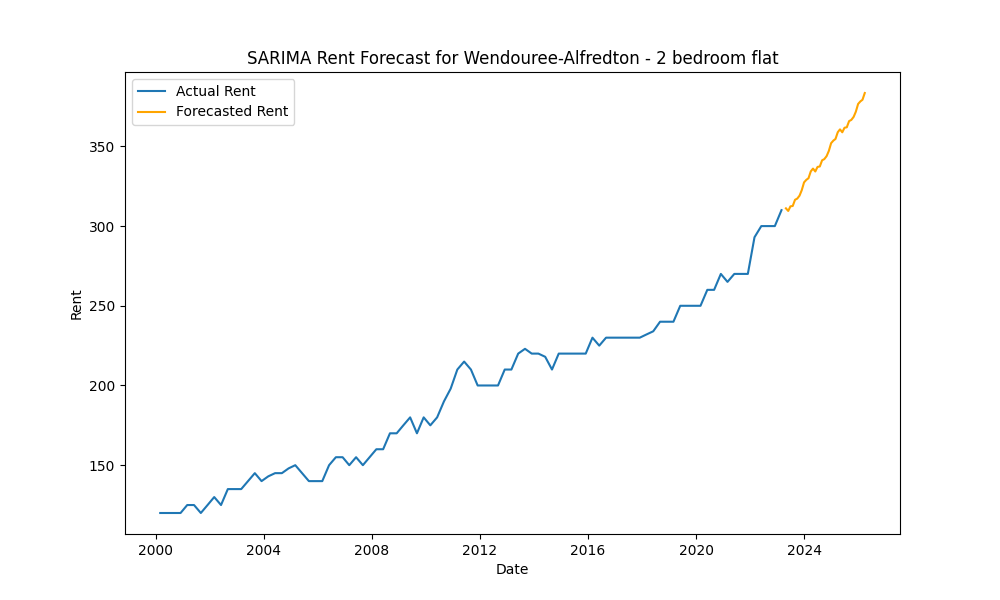 SARIMA Rent Forecast for Wendouree-Alfredton - 2 bedroom flat
Actual Rent
Forecasted Rent
350
300
250
200
150
Rent
2000 2004 2008 2012 2016 2020 2024
Date